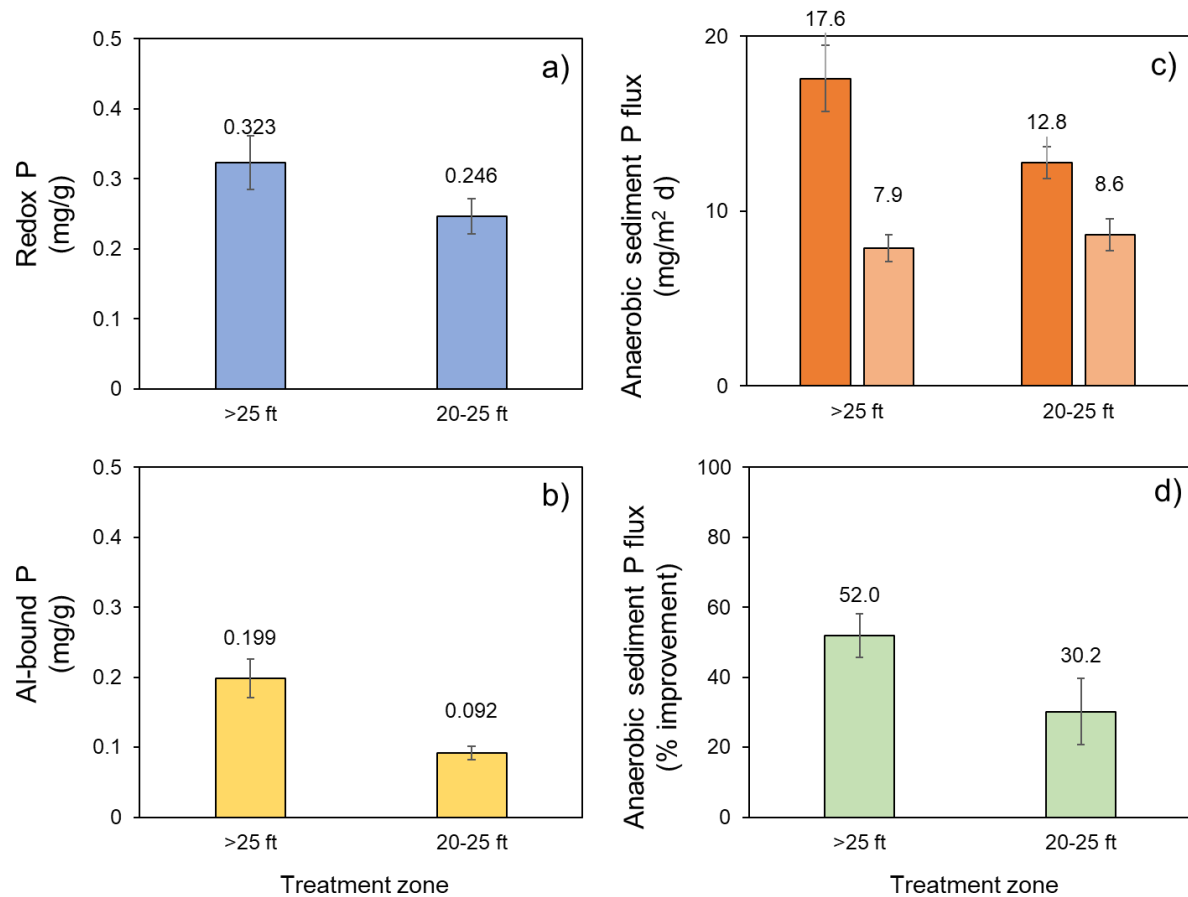 a)
Redox P
(mg/g)
0.5
0.4
0.3
0.2
0.1
0
0.323
0.246
>25 ft
20-25 ft
b)
Al-bound P
(mg/g)
0.5
0.4
0.3
0.2
0.1
0
0.199
0.092
>25 ft
20-25 ft
Treatment zone
c)
Anaerobic sediment P flux
(mg/m² d)
20
10
0
17.6
7.9
12.8
8.6
>25 ft
20-25 ft
d)
Anaerobic sediment P flux
(% improvement)
100
80
60
40
20
0
52.0
30.2
>25 ft
20-25 ft
Treatment zone